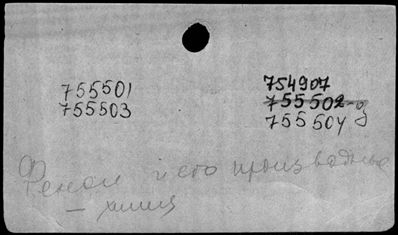 755501
755503
754907
755502-д
755504
Фенол и его производные
— химия